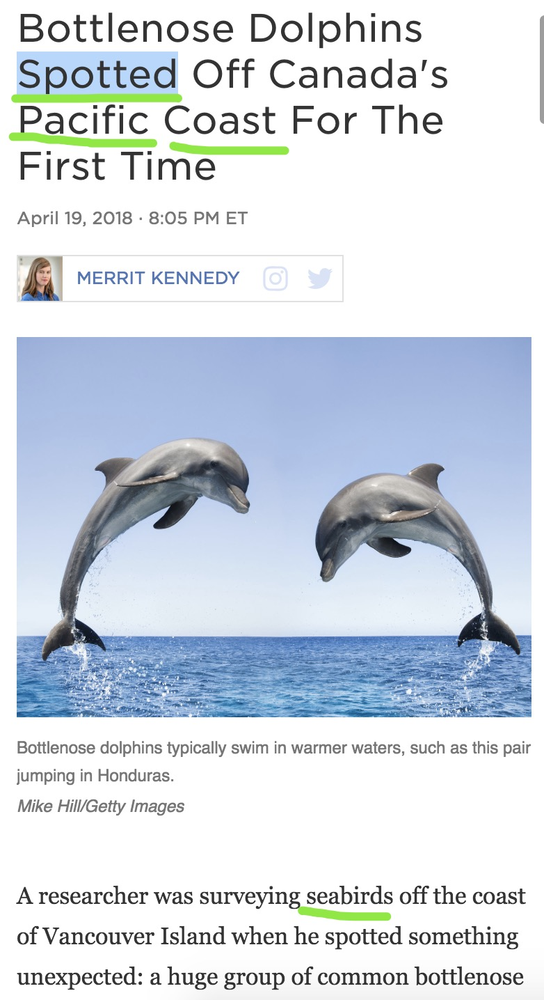 Bottlenose Dolphins
Spotted Off Canada's
Pacific Coast For The
First Time
April 19, 2018 · 8:05 PM ET
MERRIT KENNEDY
Bottlenose dolphins typically swim in warmer waters, such as this pair
jumping in Honduras.
Mike Hill/Getty Images
A researcher was surveying seabirds off the coast
of Vancouver Island when he spotted something
unexpected: a huge group of common bottlenose